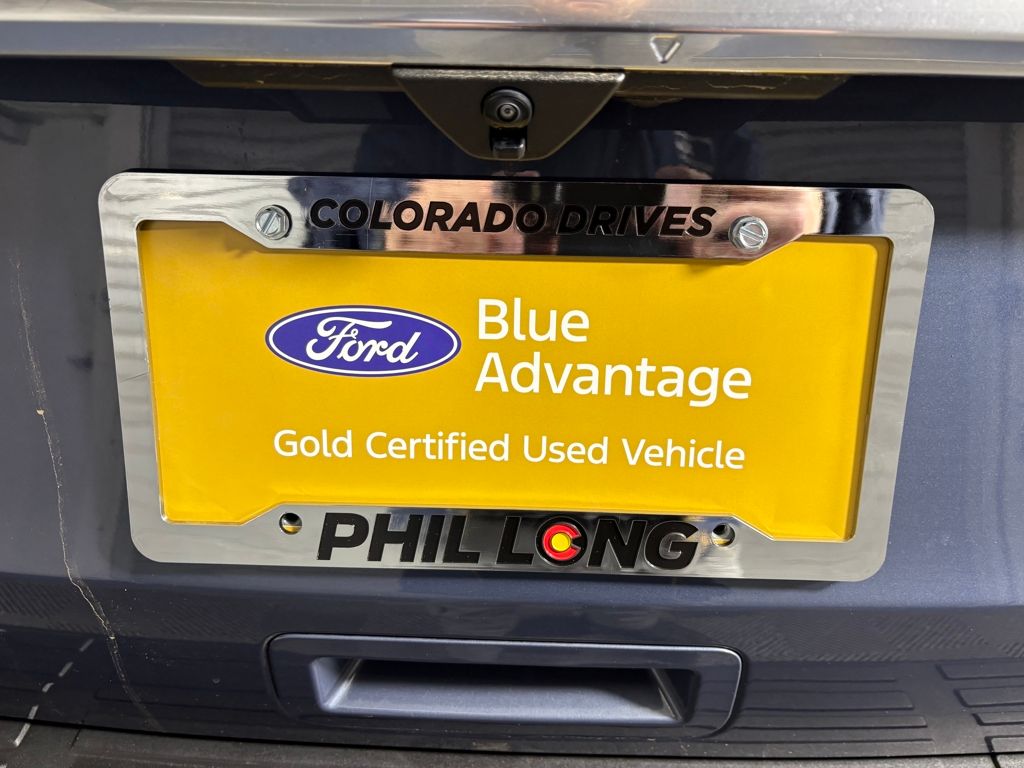 COLORADO DRIVES
Ford
Blue
Advantage
Gold Certified Used Vehicle
PHIL LONG